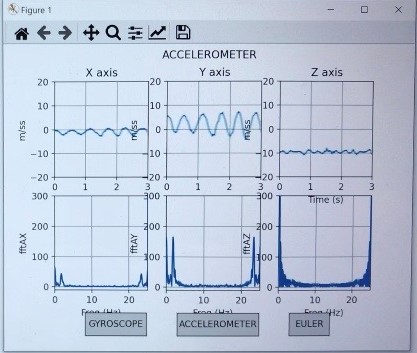 Figure 1
ACCELEROMETER
X axis Y axis Z axis
20 20 20
10 10 10
m/ss m/ss m/ss
0 0 0
−10 −10 −10
−20 −20 −20
0 1 2 3 0 1 2 3 0 1 2 3
300 300 300
Time (s)
200 200 200
fftAX fftAY fftAZ
100 100 100
0 0 0
0 10 20 0 10 20 0 10 20
Freq (Hz) Freq (Hz) Freq (Hz)
GYROSCOPE ACCELEROMETER EULER